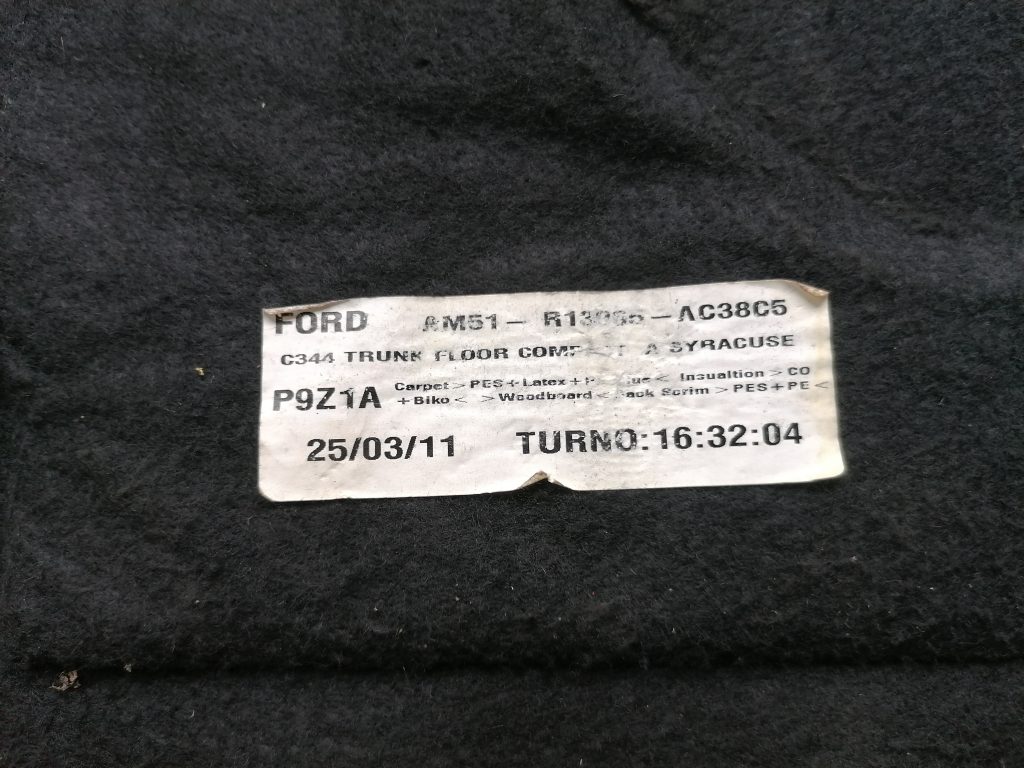 FORD AM51- -AC38C5
C344 TRUNK FLOOR A SYRACUSE
P9Z1A
Carpet > PES + Latex + < Insualtion > CO
+ Biko < > Woodboard < Scrim > PES + PE <
25/03/11 TURNO:16:32:04